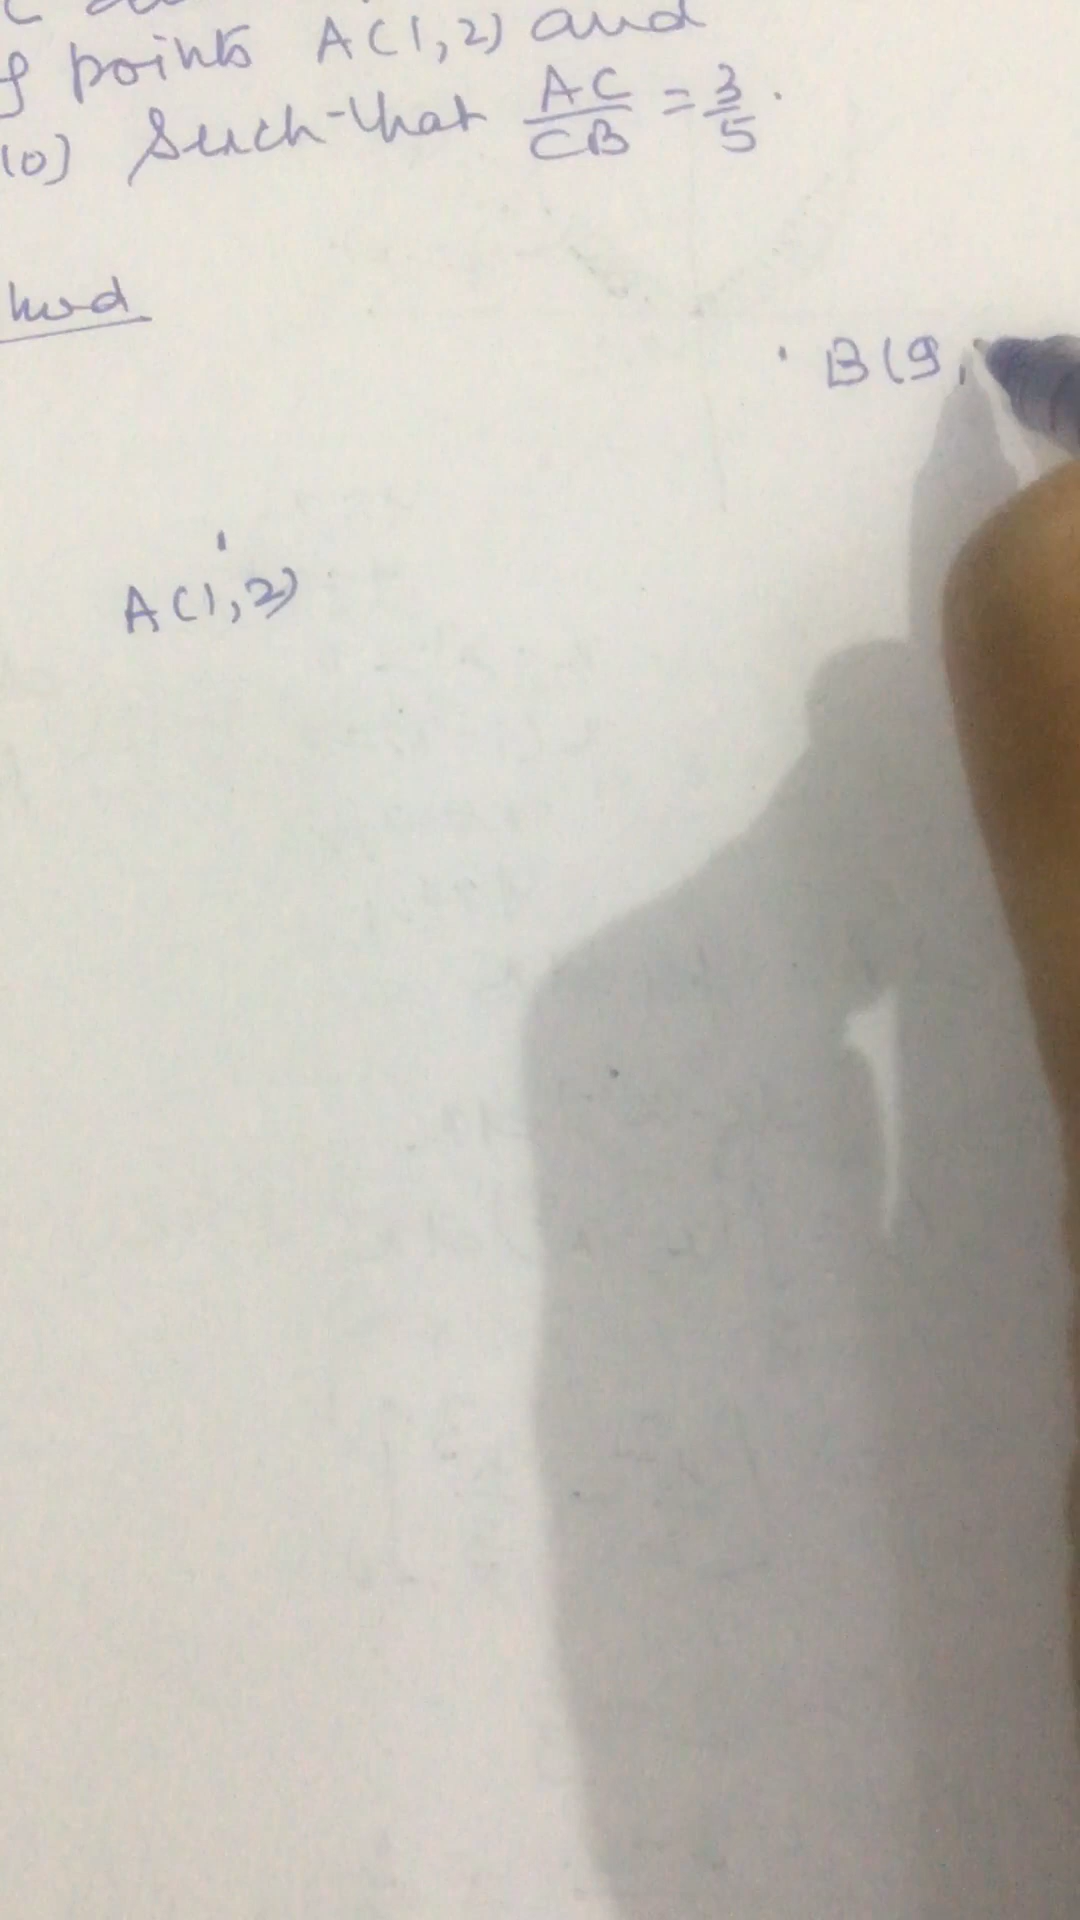 points A(1,2) and
10) Such that AC/CB = 3/5.
hod
B(9,
A(1,2)